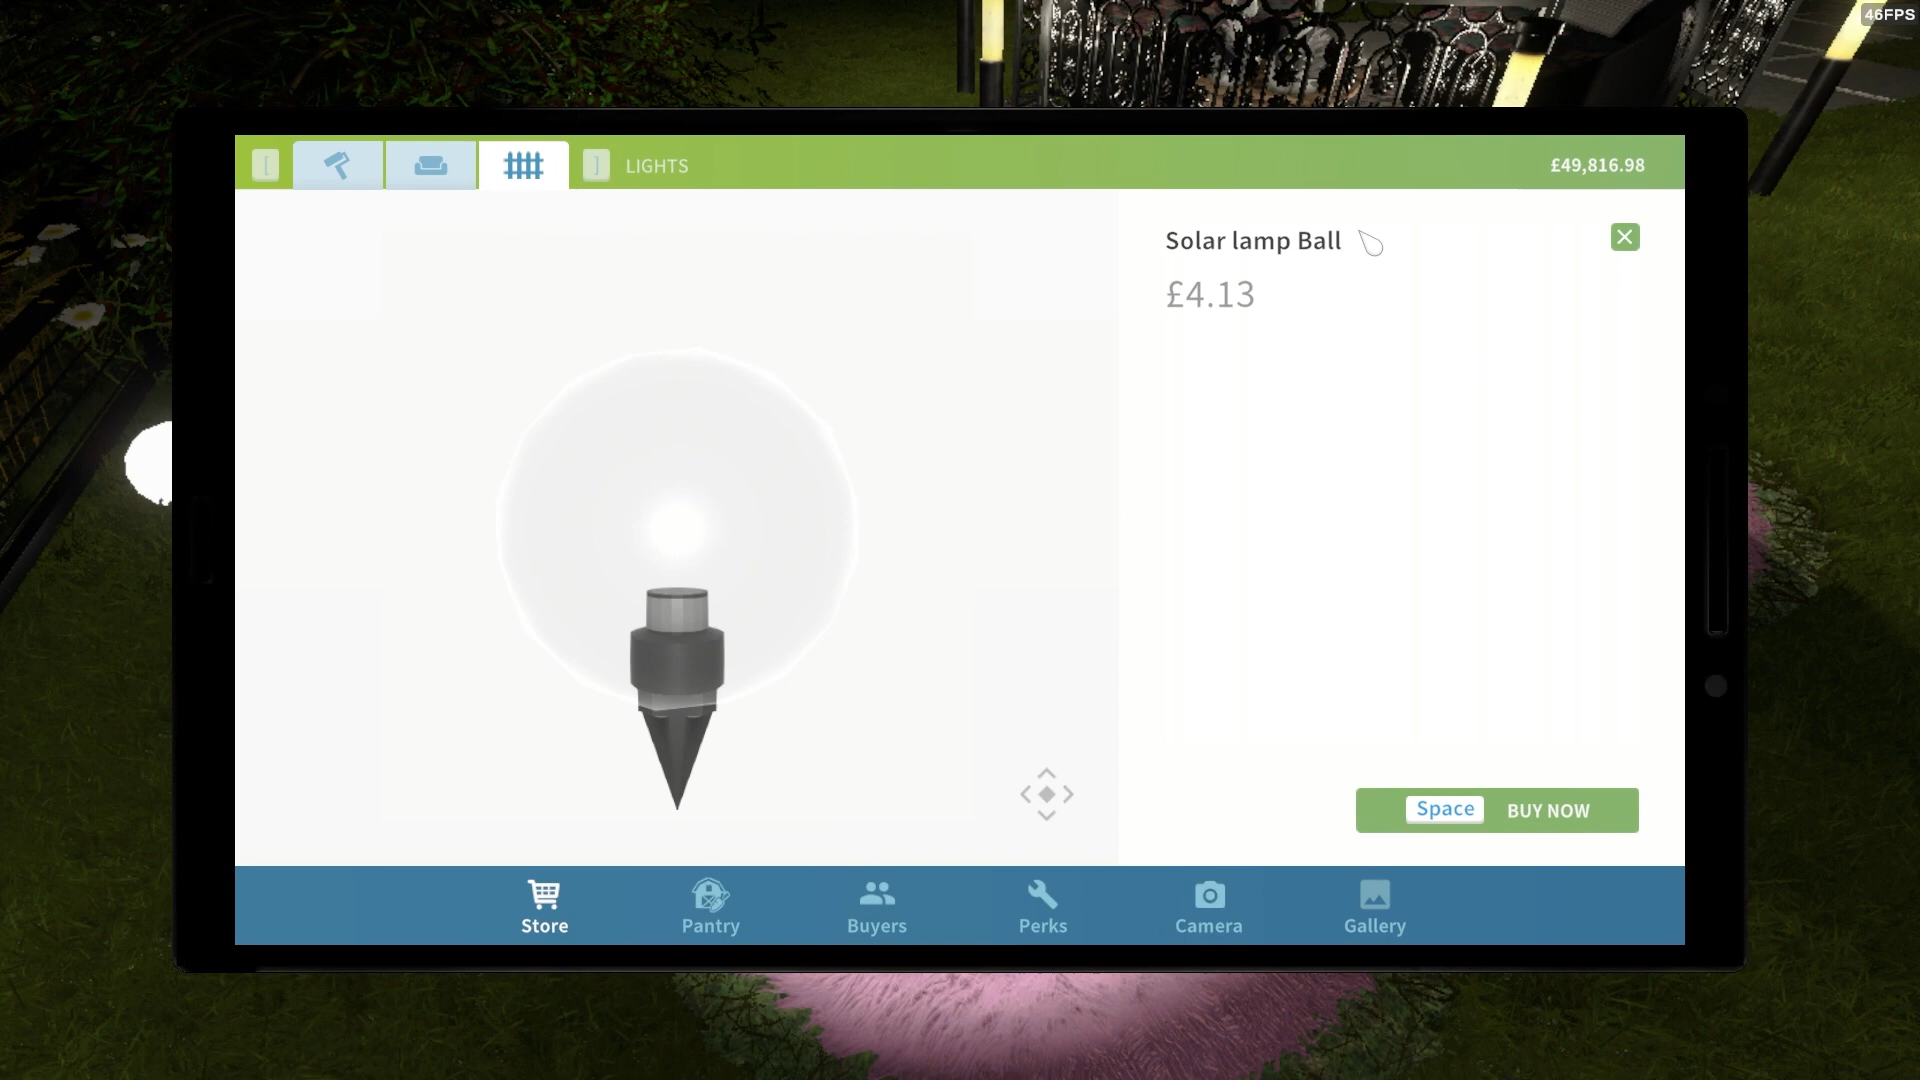 46FPS
[
]
LIGHTS
£49,816.98
Solar lamp Ball
£4.13
Space BUY NOW
Store
Pantry
Buyers
Perks
Camera
Gallery